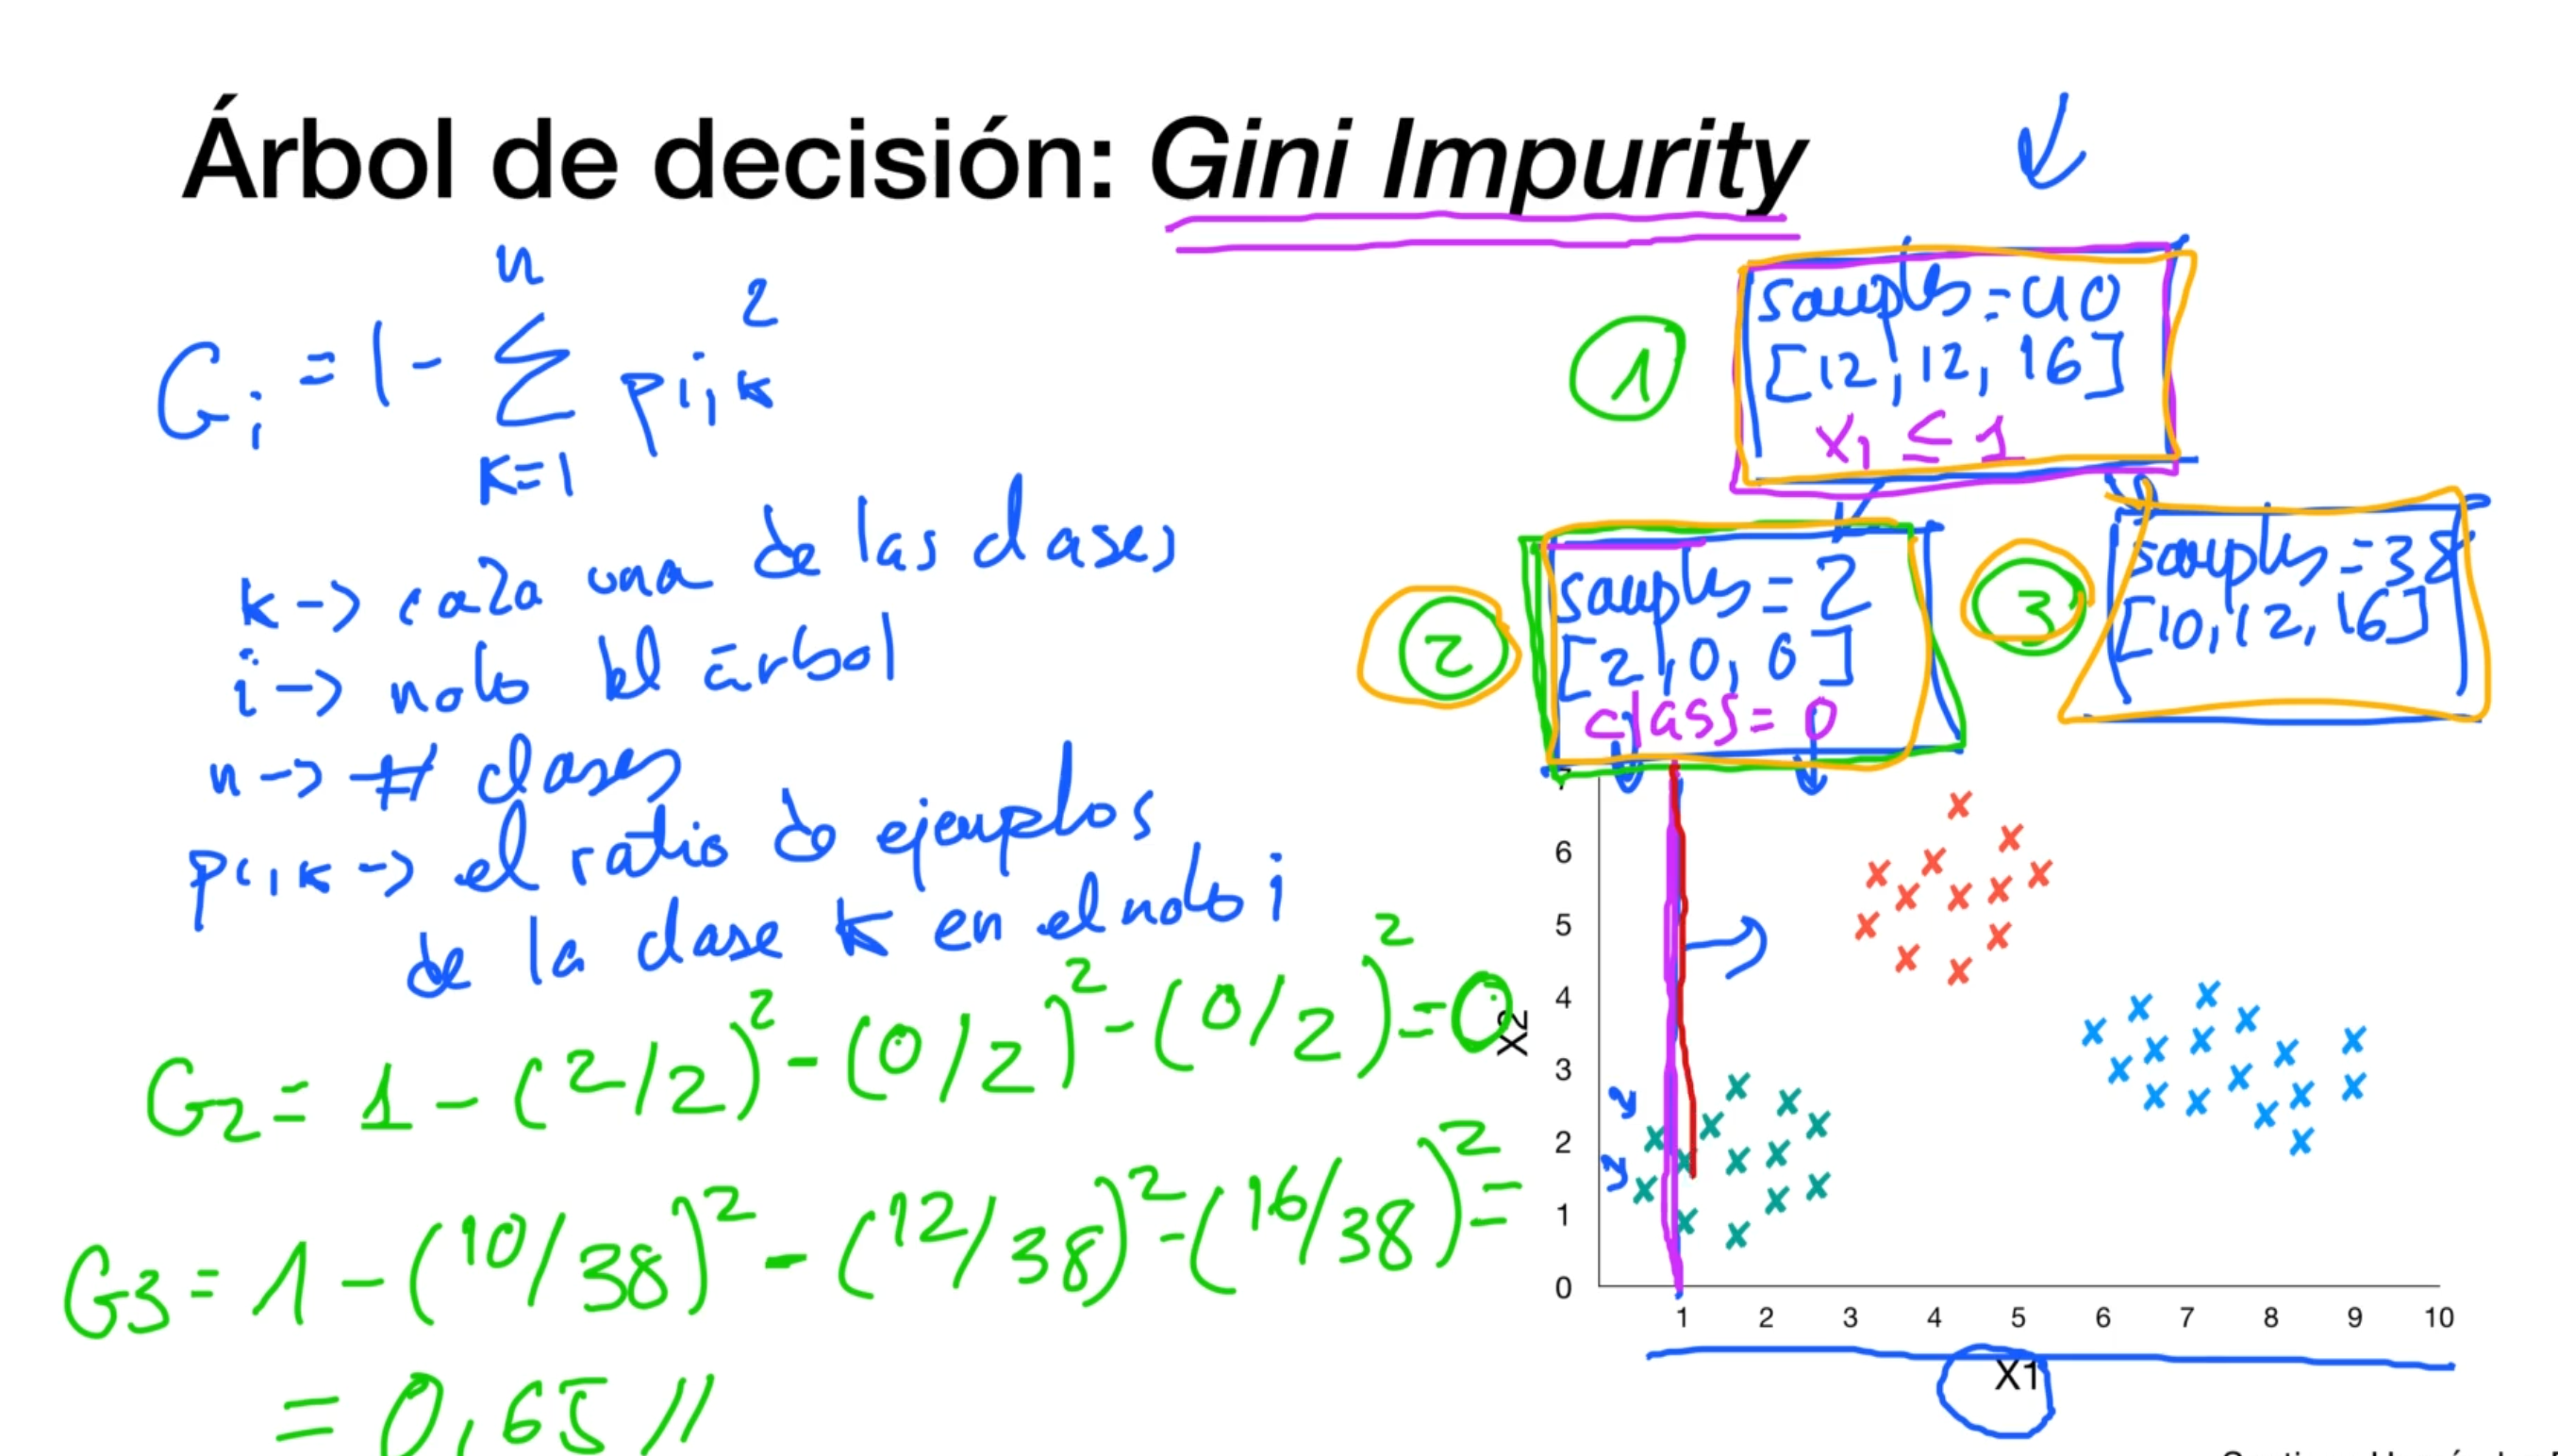 Árbol de decisión: Gini Impurity
G_i = 1 - Σ_{k=1}^{n} p_{i,k}^2
k -> cada una de las clases
i -> nodo del árbol
n -> # clases
p_{i,k} -> el ratio de ejemplos
de la clase k en el nodo i
G2 = 1 - (2/2)^2 - (0/2)^2 - (0/2)^2 = 0
G3 = 1 - (10/38)^2 - (12/38)^2 - (16/38)^2 =
= 0,65 //
1
samples = 40
[12, 12, 16]
x_1 ≤ 1
2
samples = 2
[2, 0, 0]
class = 0
3
samples = 38
[10, 12, 16]
7
6
5
4
3
2
1
0
X2
1 2 3 4 5 6 7 8 9 10
X1